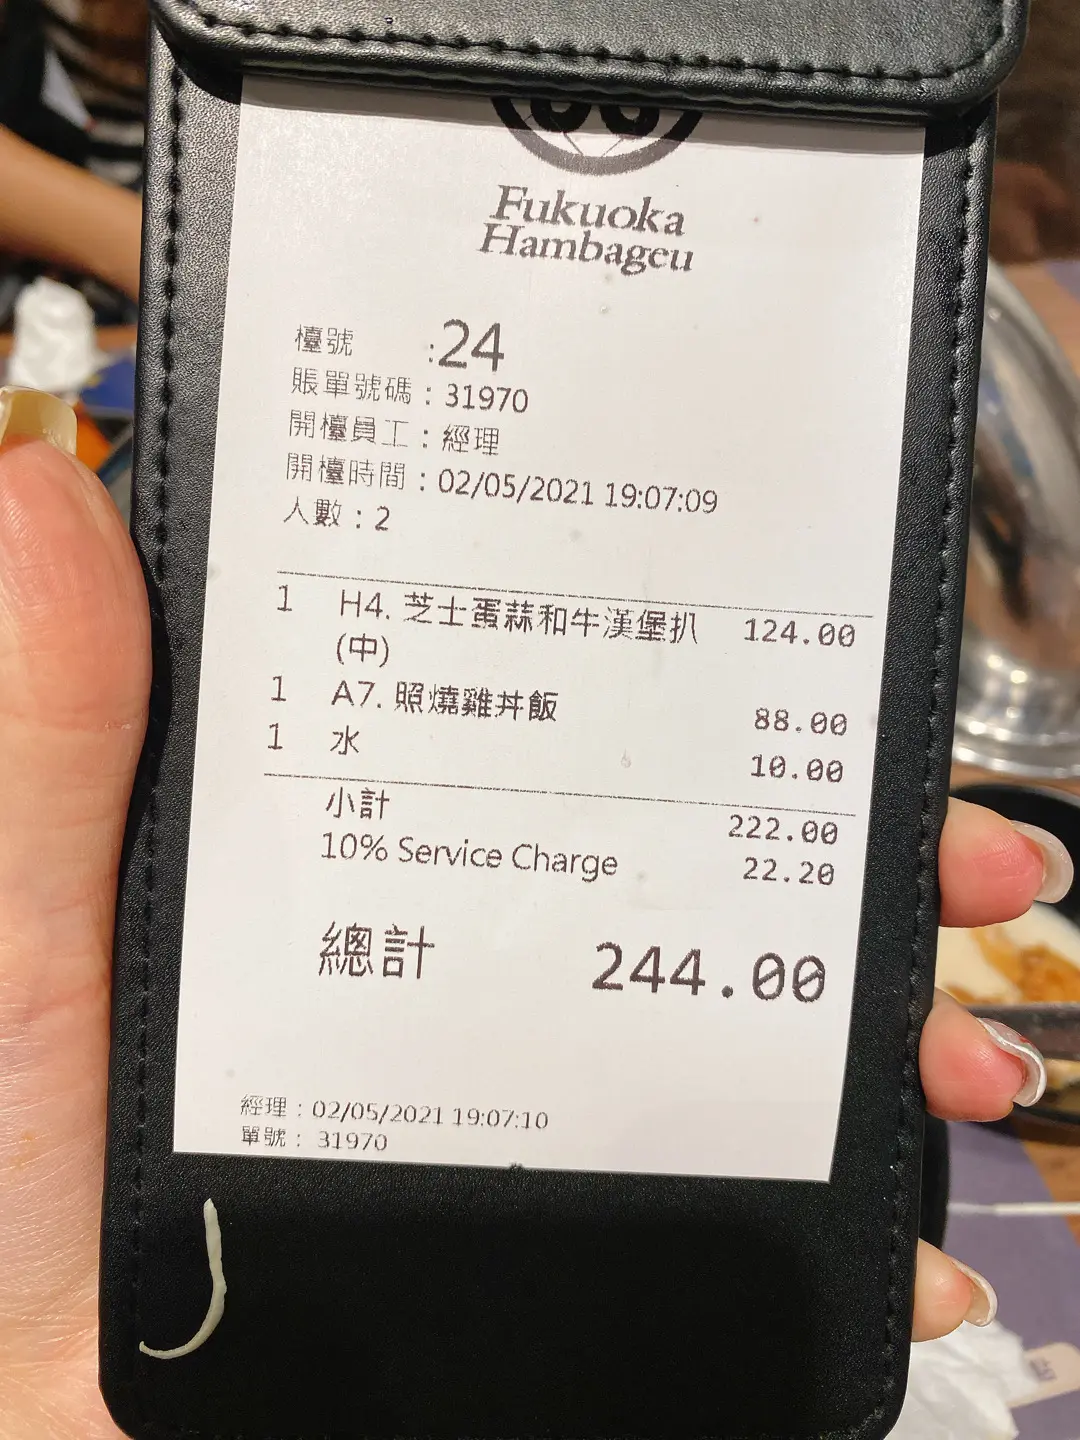 Fukuoka
Hambageu
檯號 :24
賬單號碼 : 31970
開檯員工 : 經理
開檯時間 : 02/05/2021 19:07:09
人數 : 2
1 H4. 芝士蛋蒜和牛漢堡扒 124.00
(中)
1 A7. 照燒雞丼飯 88.00
1 水 10.00
小計 222.00
10% Service Charge 22.20
總計 244.00
經理 : 02/05/2021 19:07:10
單號 : 31970